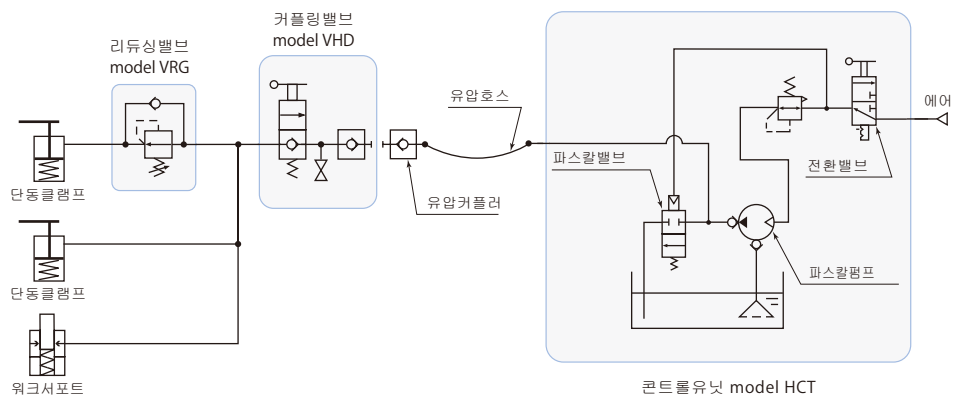 커플링밸브
model VHD
리듀싱밸브
model VRG
유압호스
에어
파스칼밸브
전환밸브
단동클램프
유압커플러
파스칼펌프
단동클램프
워크서포트
콘트롤유닛 model HCT